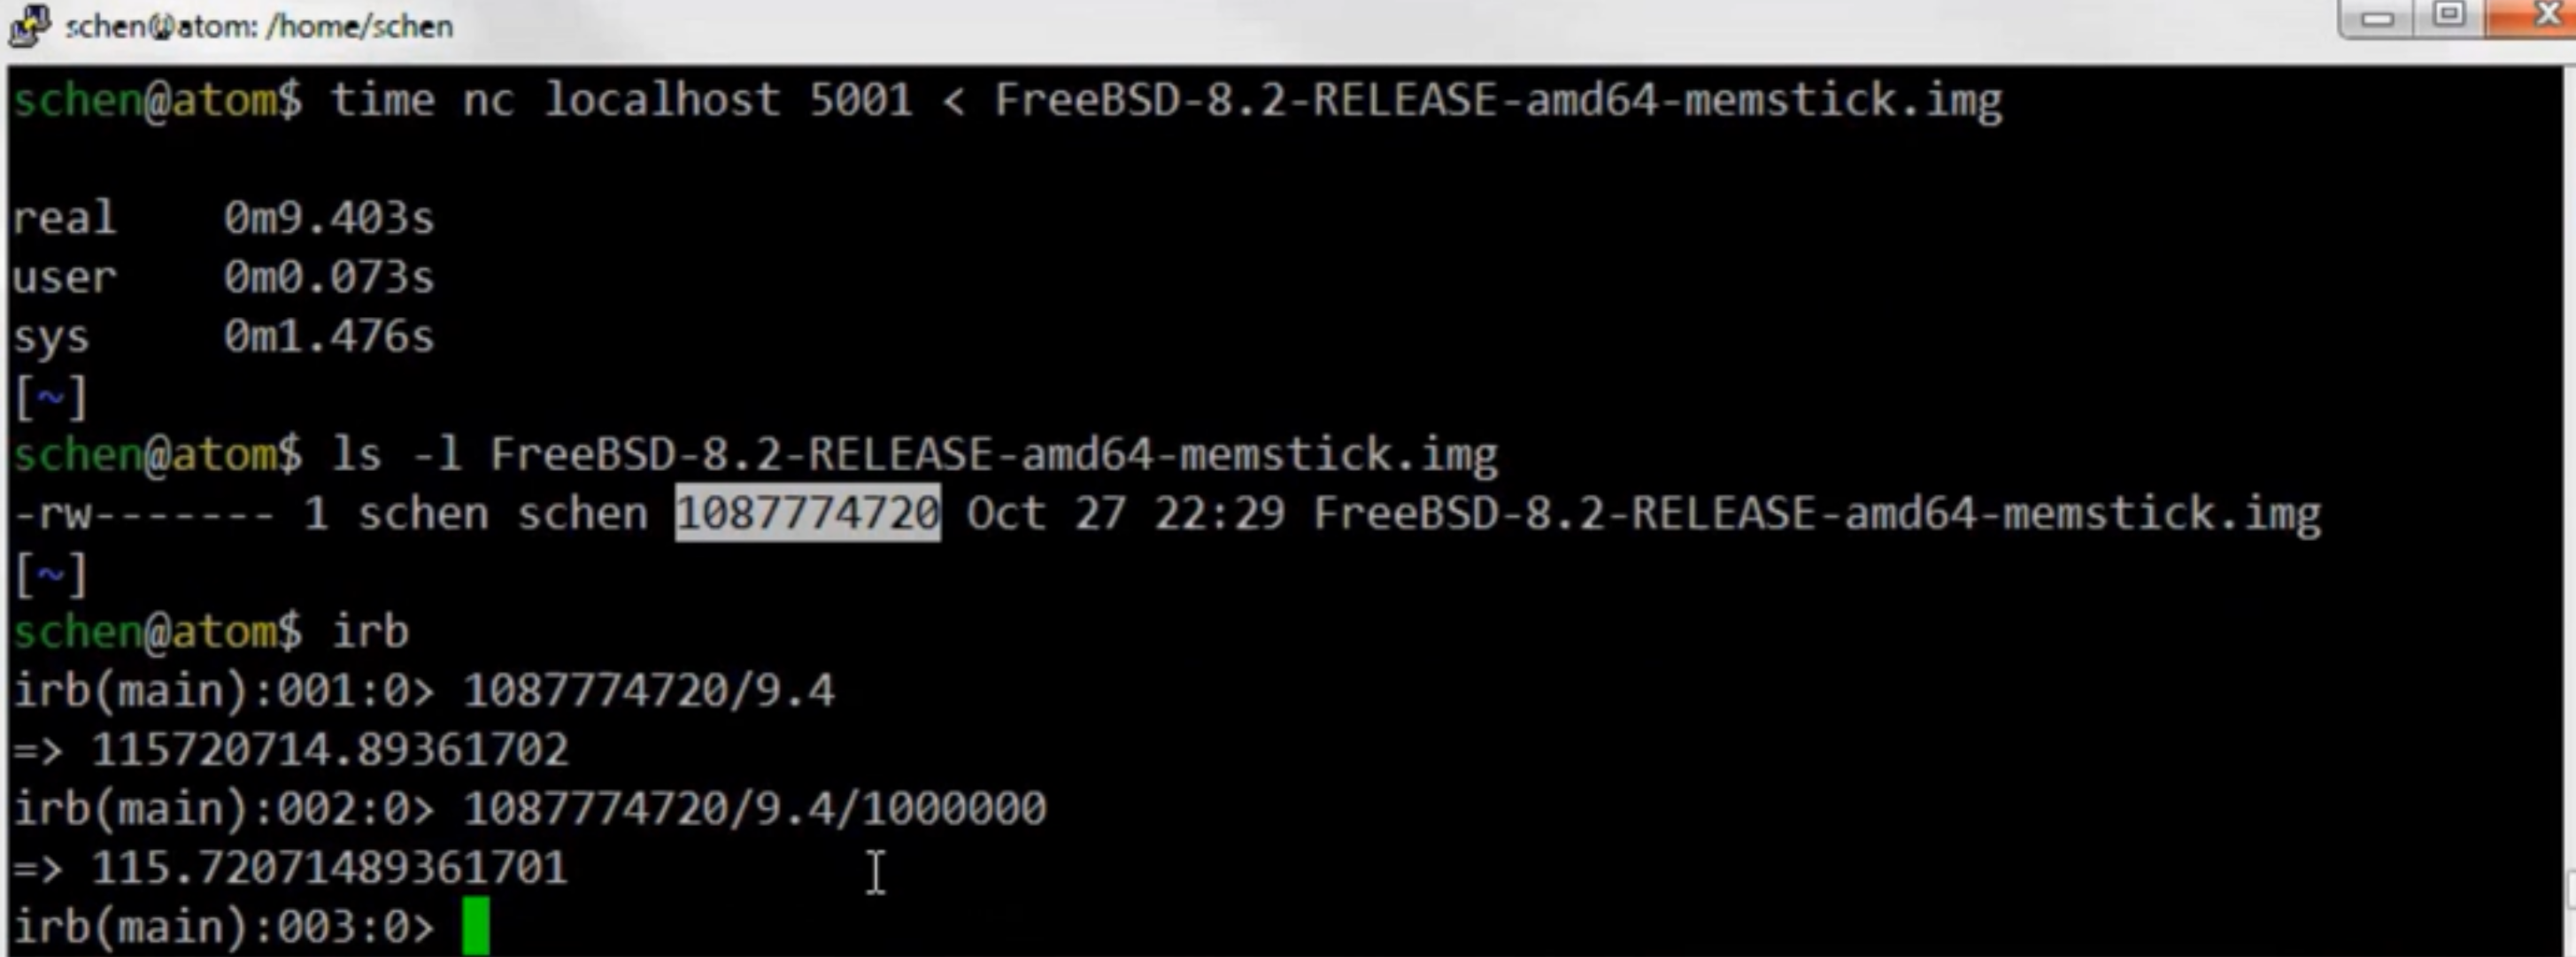 schen@atom: /home/schen
schen@atom$ time nc localhost 5001 < FreeBSD-8.2-RELEASE-amd64-memstick.img
real    0m9.403s
user    0m0.073s
sys     0m1.476s
[~]
schen@atom$ ls -l FreeBSD-8.2-RELEASE-amd64-memstick.img
-rw------- 1 schen schen 1087774720 Oct 27 22:29 FreeBSD-8.2-RELEASE-amd64-memstick.img
[~]
schen@atom$ irb
irb(main):001:0> 1087774720/9.4
=> 115720714.89361702
irb(main):002:0> 1087774720/9.4/1000000
=> 115.72071489361701
irb(main):003:0>